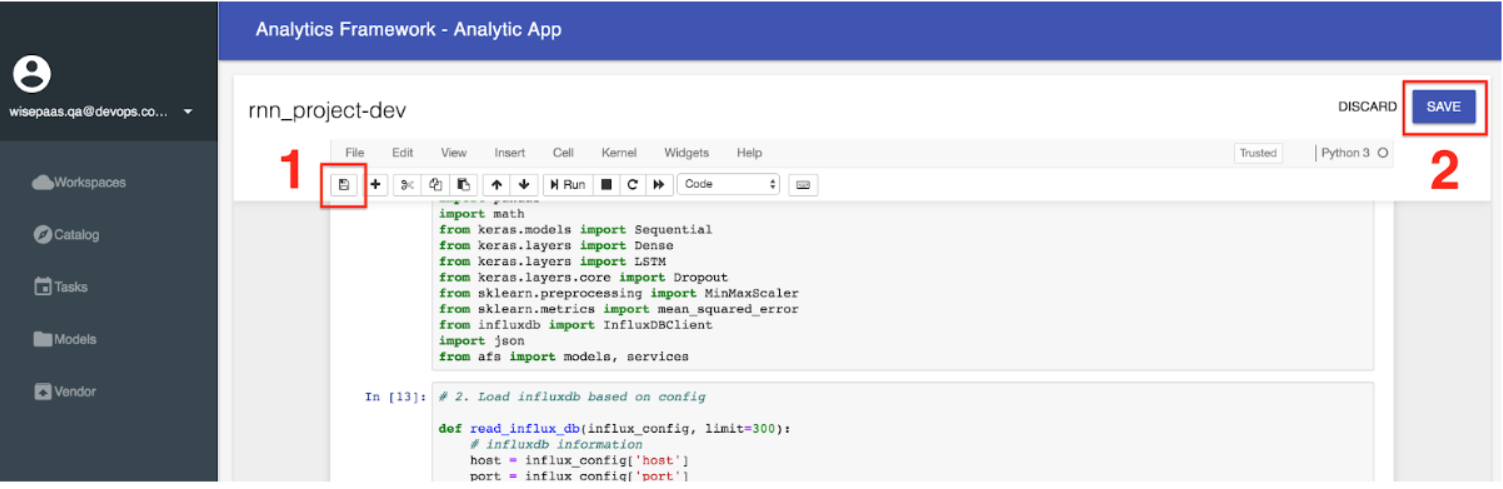 Analytics Framework - Analytic App
wisepaas.qa@devops.co...
Workspaces
Catalog
Tasks
Models
Vendor
rnn_project-dev
DISCARD
SAVE
1
2
File Edit View Insert Cell Kernel Widgets Help
Trusted
Python 3
Run
Code
import math
from keras.models import Sequential
from keras.layers import Dense
from keras.layers import LSTM
from keras.layers.core import Dropout
from sklearn.preprocessing import MinMaxScaler
from sklearn.metrics import mean_squared_error
from influxdb import InfluxDBClient
import json
from afs import models, services
In [13]:
# 2. Load influxdb based on config
def read_influx_db(influx_config, limit=300):
# influxdb information
host = influx_config['host']
port = influx_config['port']